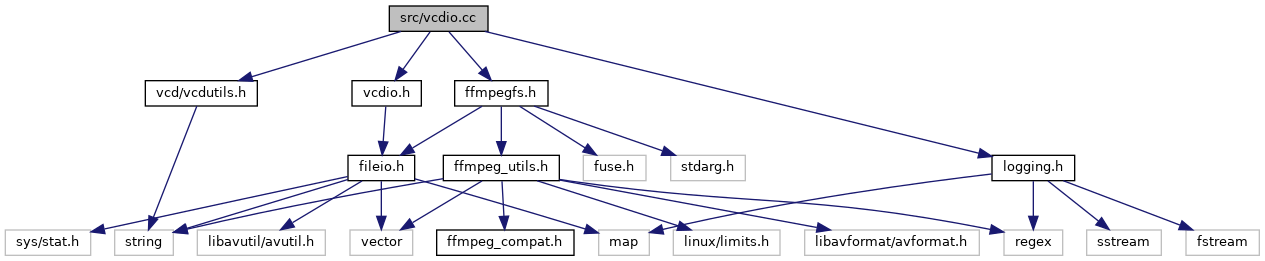 src/vcdio.cc
vcd/vcdutils.h
vcdio.h
ffmpegfs.h
fileio.h
ffmpeg_utils.h
fuse.h
stdarg.h
logging.h
sys/stat.h
string
libavutil/avutil.h
vector
ffmpeg_compat.h
map
linux/limits.h
libavformat/avformat.h
regex
sstream
fstream